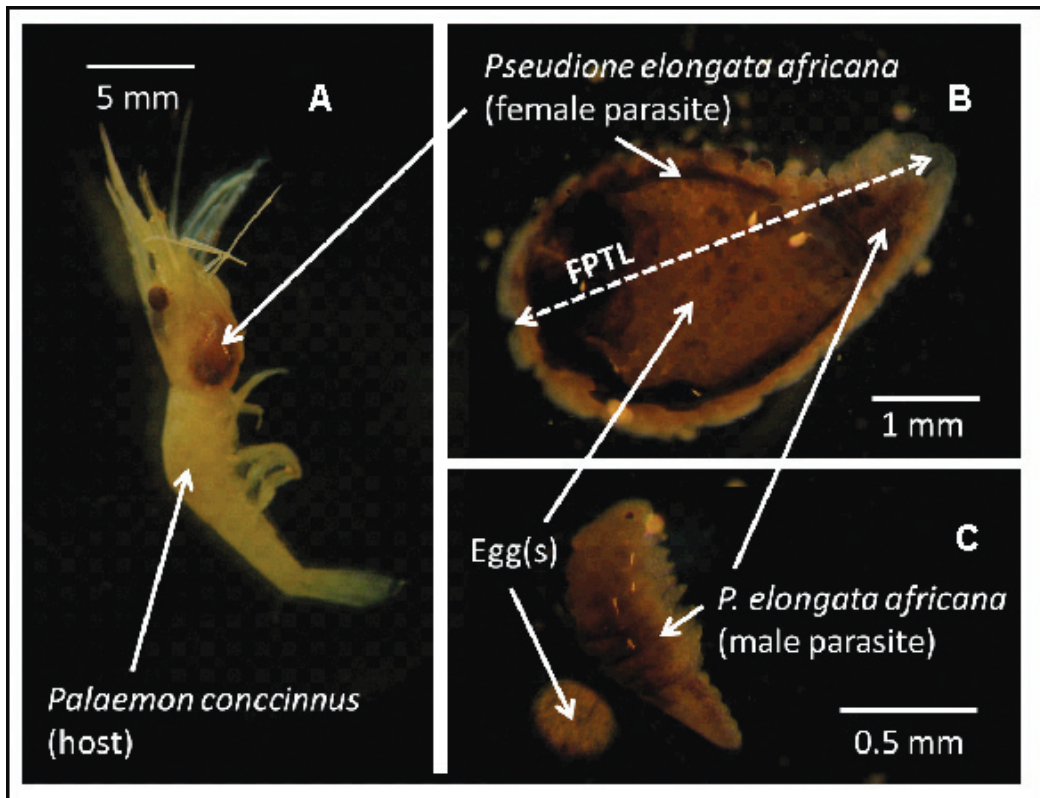 5 mm
A
Pseudione elongata africana
(female parasite)
B
FPTL
1 mm
Egg(s)
C
P. elongata africana
(male parasite)
0.5 mm
Palaemon conccinnus
(host)